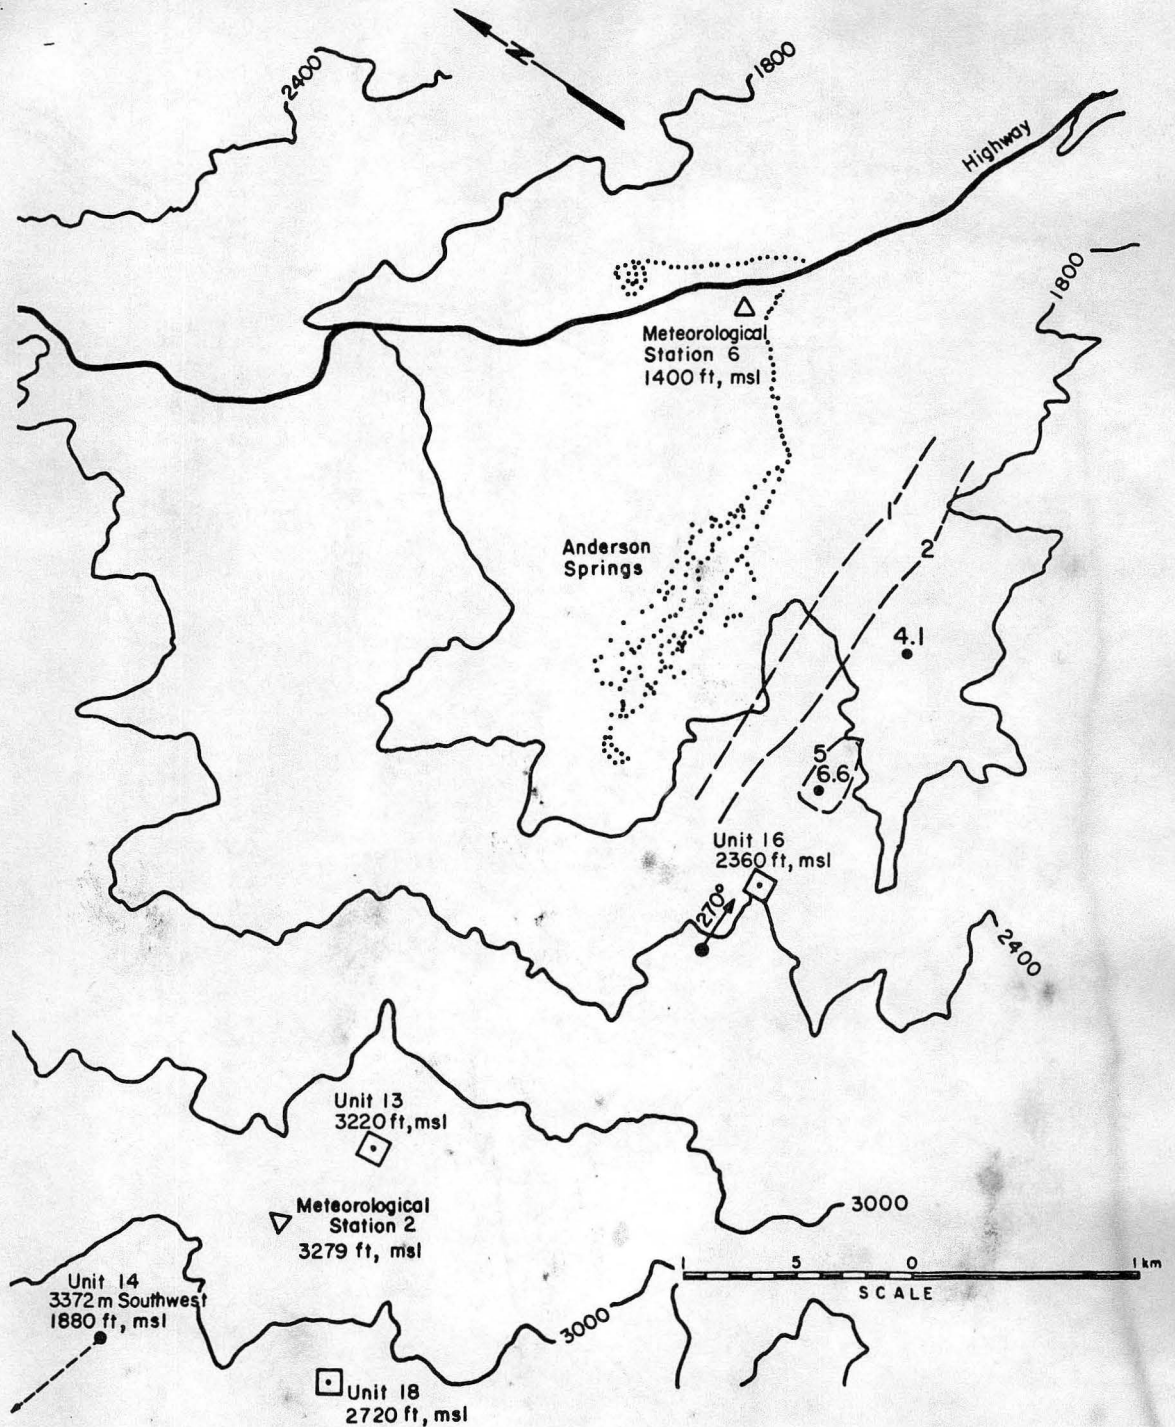 N
2400
1800
Highway
1800
Meteorological
Station 6
1400 ft, msl
1
2
Anderson
Springs
4.1
5
6.6
Unit 16
2360 ft, msl
270°
2400
Unit 13
3220 ft, msl
Meteorological
Station 2
3279 ft, msl
3000
Unit 14
3372 m Southwest
1880 ft, msl
1 5 0 1 km
SCALE
3000
Unit 18
2720 ft, msl